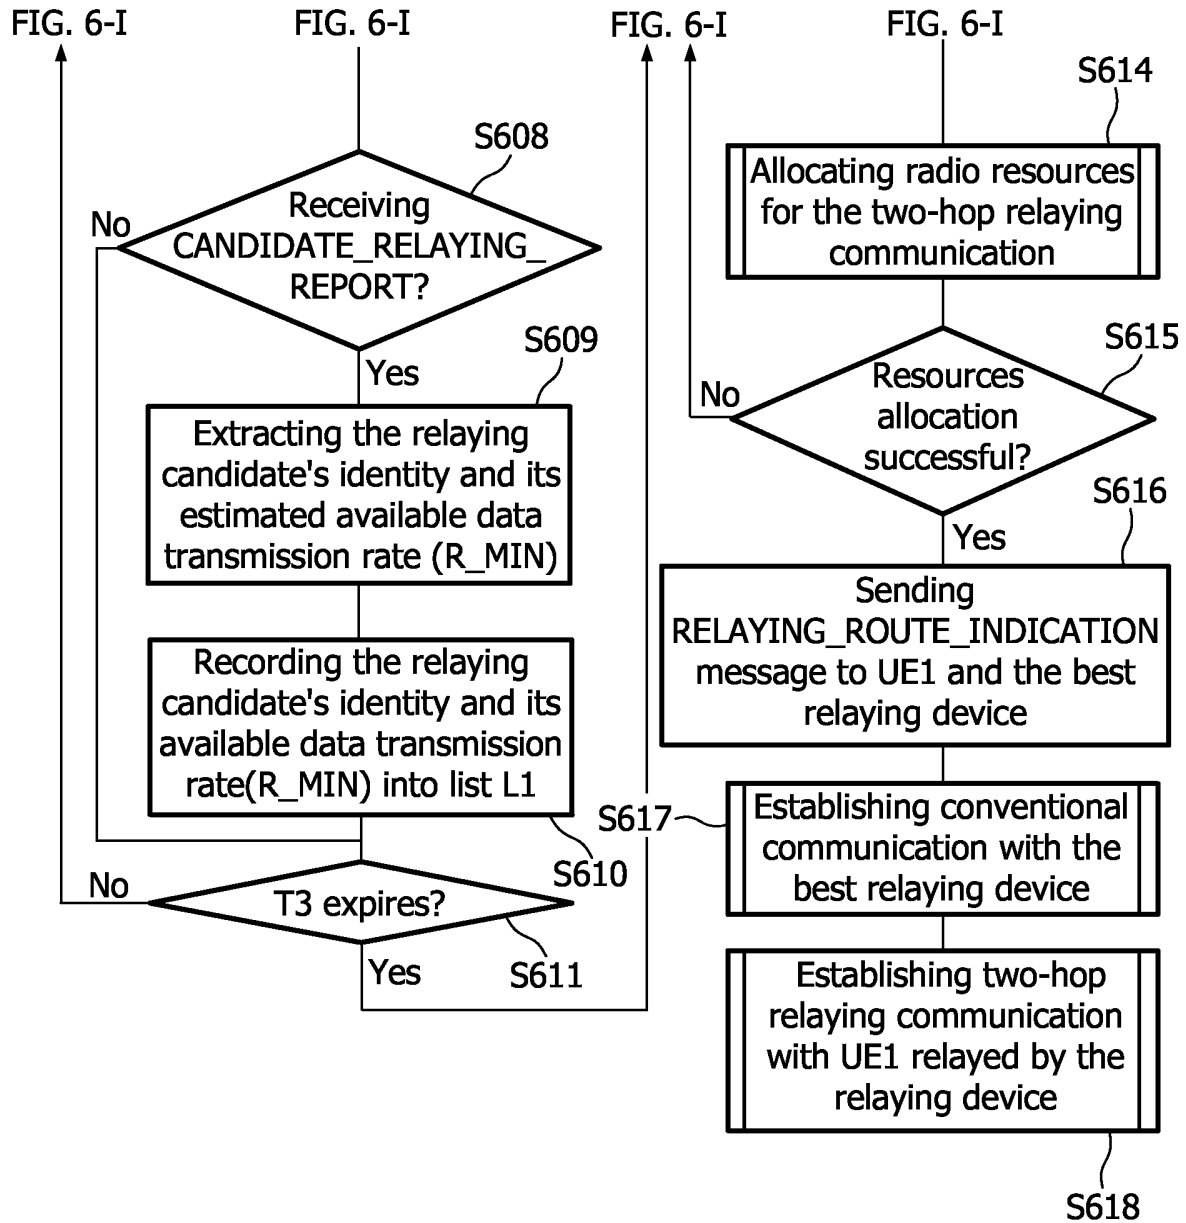 FIG. 6-I
FIG. 6-I
FIG. 6-I
FIG. 6-I
S608
Receiving
CANDIDATE_RELAYING_
REPORT?
No
Yes
S609
Extracting the relaying
candidate's identity and its
estimated available data
transmission rate (R_MIN)
Recording the relaying
candidate's identity and its
available data transmission
rate(R_MIN) into list L1
S610
No
T3 expires?
Yes
S611
S614
Allocating radio resources
for the two-hop relaying
communication
S615
No
Resources
allocation
successful?
Yes
S616
Sending
RELAYING_ROUTE_INDICATION
message to UE1 and the best
relaying device
S617
Establishing conventional
communication with the
best relaying device
Establishing two-hop
relaying communication
with UE1 relayed by the
relaying device
S618